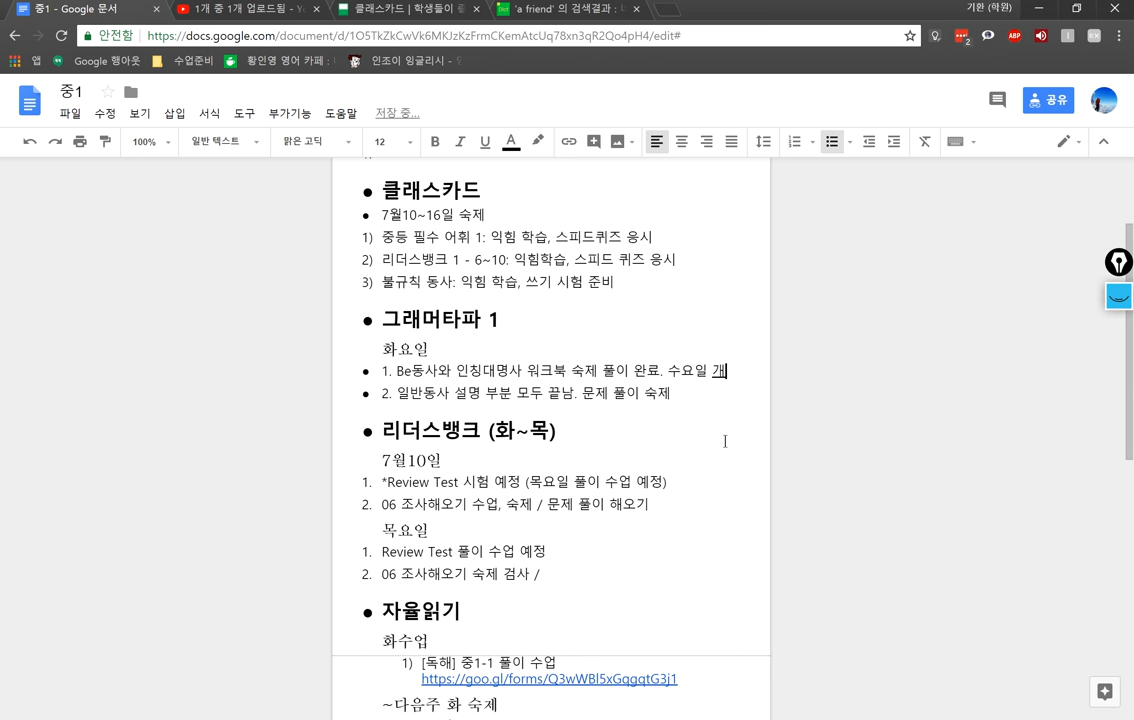 중1 - Google 문서
1개 중 1개 업로드됨 - Yo
클래스카드 | 학생들이 좋
'a friend' 의 검색결과 : 네
기환 (학원)
안전함
https://docs.google.com/document/d/1O5TkZkCwVk6MKJzKzFrmCKemAtcUq78xn3qR2Qo4pH4/edit#
앱
Google 행아웃
수업준비
황인영 영어 카페 :
인조이 잉글리시 -
중1
파일 수정 보기 삽입 서식 도구 부가기능 도움말 저장 중...
공유
100% 일반 텍스트 맑은 고딕 12
● 클래스카드
● 7월10~16일 숙제
1) 중등 필수 어휘 1: 익힘 학습, 스피드퀴즈 응시
2) 리더스뱅크 1 - 6~10: 익힘학습, 스피드 퀴즈 응시
3) 불규칙 동사: 익힘 학습, 쓰기 시험 준비
● 그래머타파 1
화요일
● 1. Be동사와 인칭대명사 워크북 숙제 풀이 완료. 수요일 개
● 2. 일반동사 설명 부분 모두 끝남. 문제 풀이 숙제
● 리더스뱅크 (화~목)
7월10일
1. *Review Test 시험 예정 (목요일 풀이 수업 예정)
2. 06 조사해오기 수업, 숙제 / 문제 풀이 해오기
목요일
1. Review Test 풀이 수업 예정
2. 06 조사해오기 숙제 검사 /
● 자율읽기
화수업
1) [독해] 중1-1 풀이 수업
https://goo.gl/forms/Q3wWBl5xGqgqtG3j1
~다음주 화 숙제